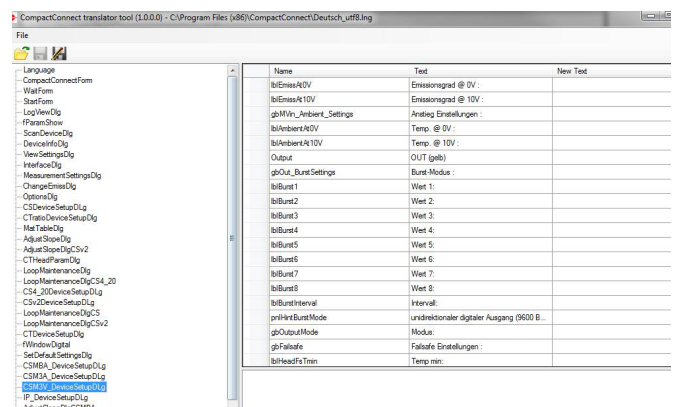 CompactConnect translator tool (1.0.0.0) - C:\Program Files (x86)\CompactConnect\Deutsch_utf8.lng
File
Language
CompactConnectForm
WaitForm
StartForm
LogViewDlg
fParamShow
ScanDeviceDlg
DeviceInfoDlg
ViewSettingsDlg
InterfaceDlg
MeasurementSettingsDlg
ChangeEmissDlg
OptionsDlg
CSDeviceSetupDLg
CTratioDeviceSetupDlg
MatTableDlg
AdjustSlopeDlg
AdjustSlopeDlgCSv2
CTHeadParamDlg
LoopMaintenanceDlg
LoopMaintenanceDlgCS4_20
CS4_20DeviceSetupDLg
CSv2DeviceSetupDLg
LoopMaintenanceDlgCS
LoopMaintenanceDlgCSv2
CTDeviceSetupDlg
fWindowDigital
SetDefaultSettingsDlg
CSMBA_DeviceSetupDLg
CSM3A_DeviceSetupDLg
CSM3V_DeviceSetupDLg
IP_DeviceSetupDLg
AdjustSlopeDlgCSMBA
Name Text New Text
lblEmissAt0V Emissionsgrad @ 0V :
lblEmissAt10V Emissionsgrad @ 10V :
gbMVin_Ambient_Settings Anstieg Einstellungen :
lblAmbientAt0V Temp. @ 0V :
lblAmbientAt10V Temp. @ 10V :
Output OUT (gelb)
gbOut_BurstSettings Burst-Modus :
lblBurst1 Wert 1:
lblBurst2 Wert 2:
lblBurst3 Wert 3:
lblBurst4 Wert 4:
lblBurst5 Wert 5:
lblBurst6 Wert 6:
lblBurst7 Wert 7:
lblBurst8 Wert 8:
lblBurstInterval Intervall:
pnlHintBurstMode unidirektionaler digitaler Ausgang (9600 B...
gbOutputMode Modus:
gbFailsafe Failsafe Einstellungen :
lblHeadFsTmin Temp min: